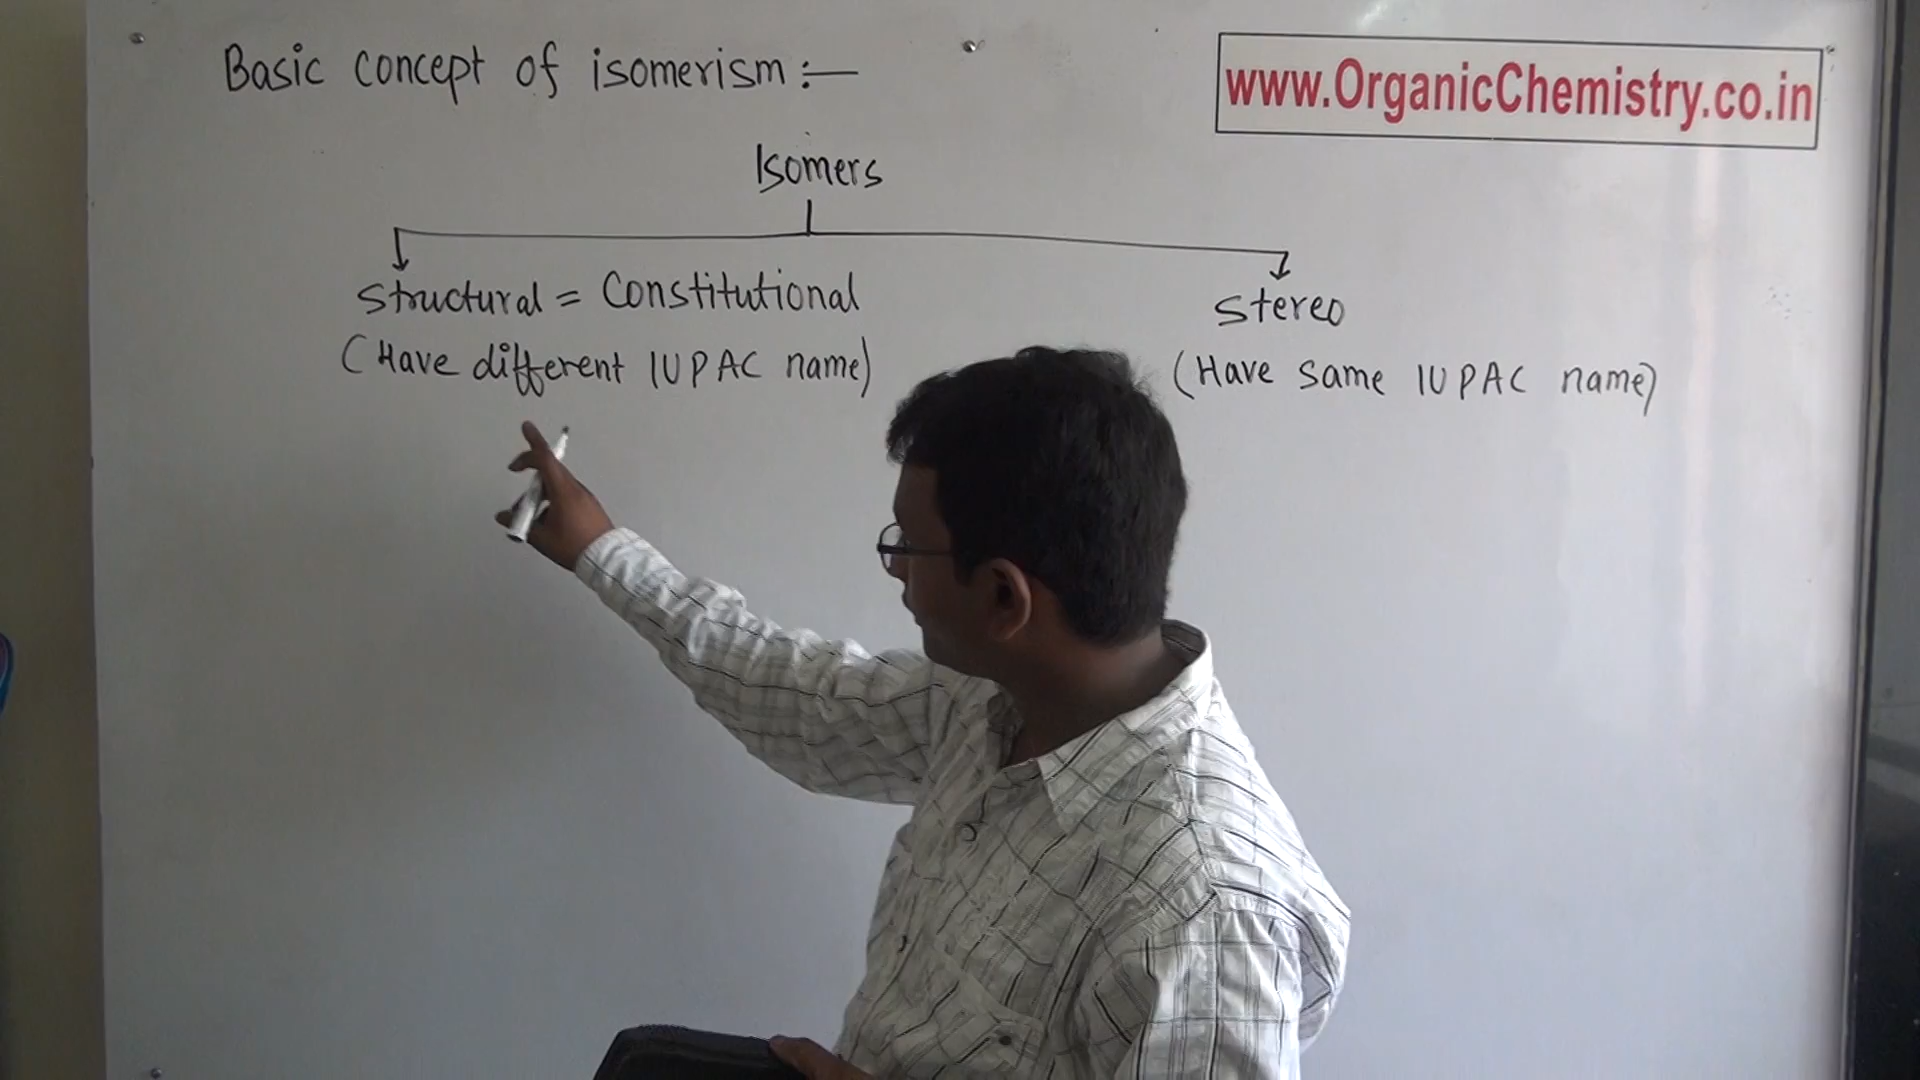 Basic concept of isomerism :—
www.OrganicChemistry.co.in
Isomers
Structural = Constitutional
Stereo
(Have different IUPAC name)
(Have same IUPAC name)